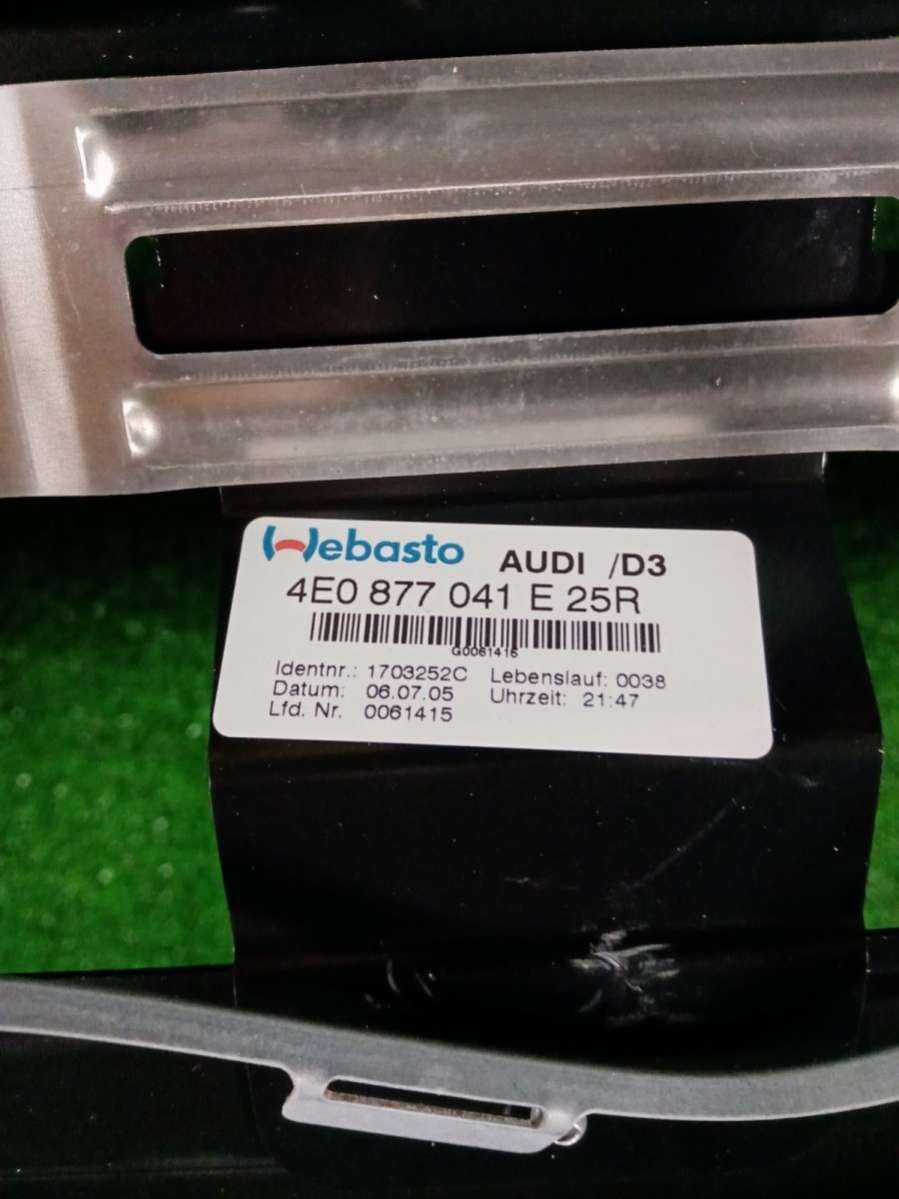 Webasto AUDI /D3
4E0 877 041 E 25R
G0061416
Identnr.: 1703252C Lebenslauf: 0038
Datum: 06.07.05 Uhrzeit: 21:47
Lfd. Nr. 0061415